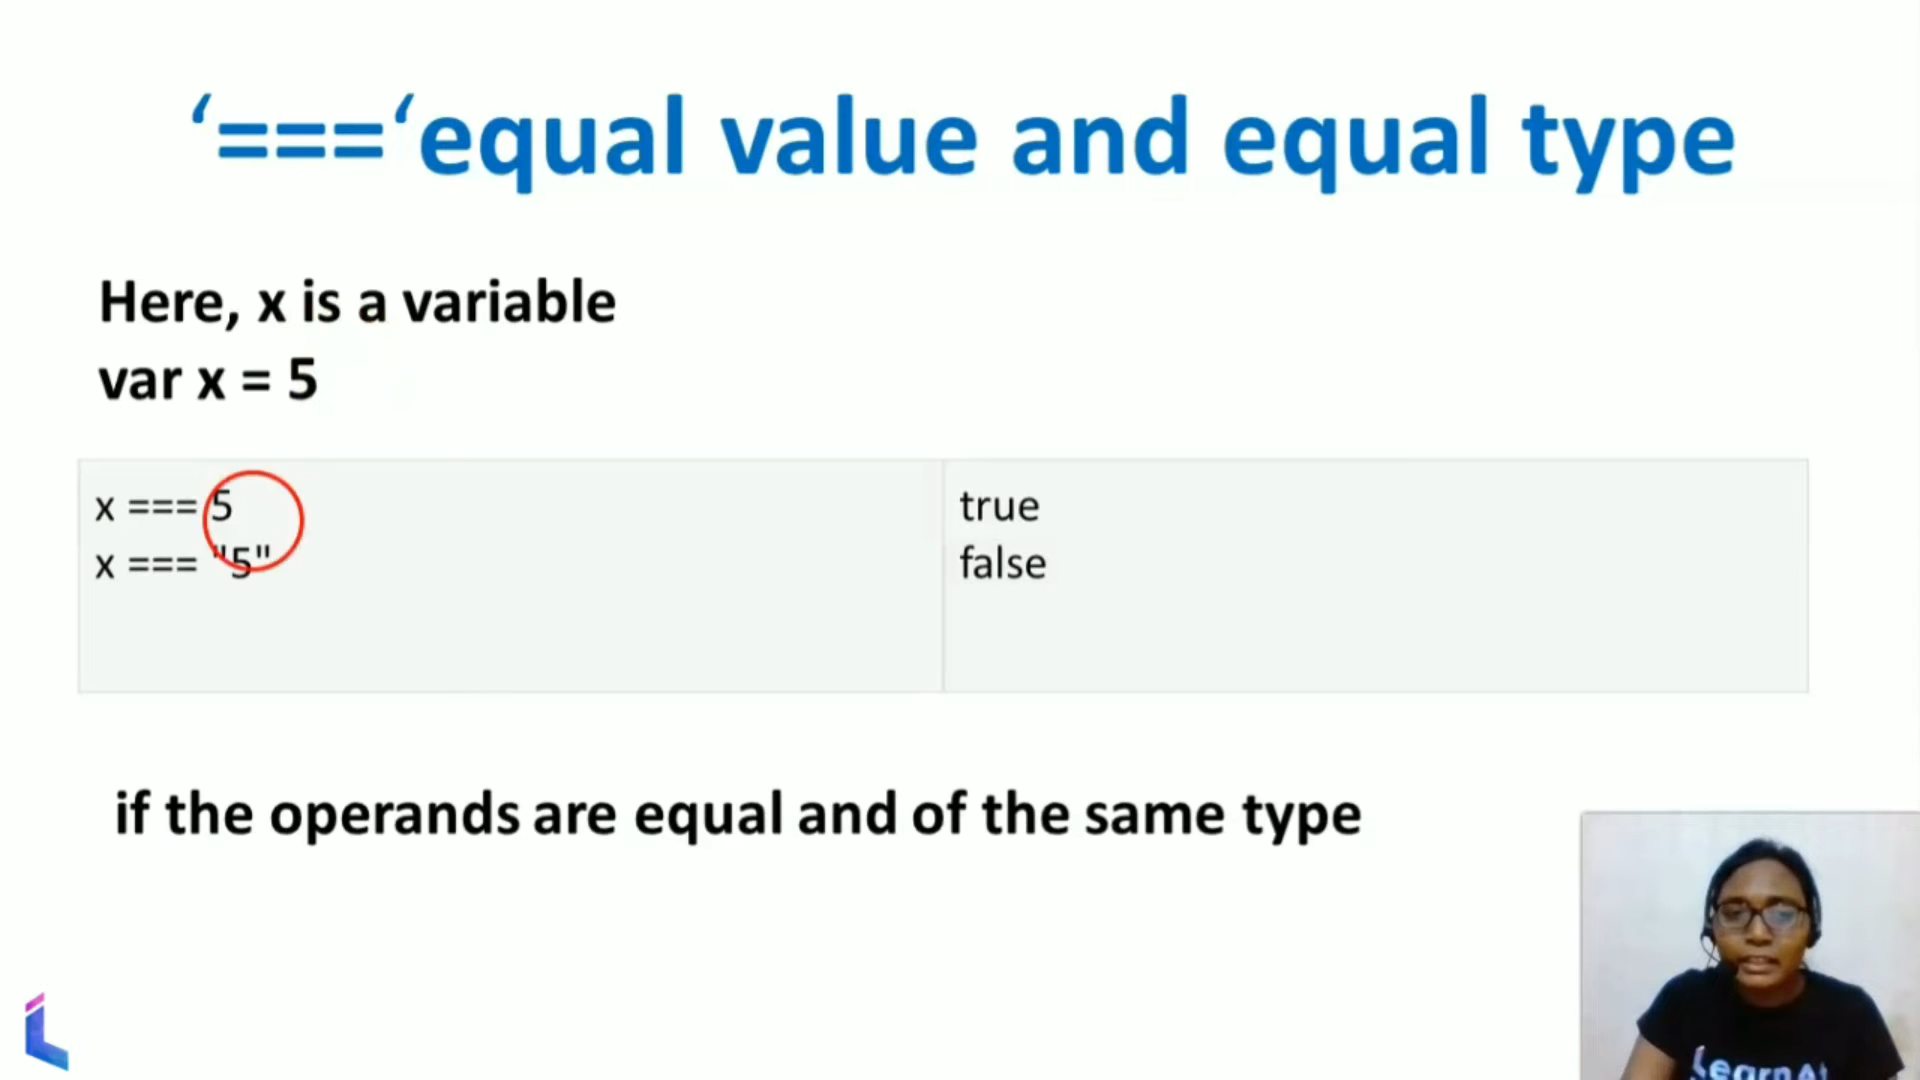 ‘===‘equal value and equal type
Here, x is a variable
var x = 5
x === 5
true
x === "5"
false
if the operands are equal and of the same type